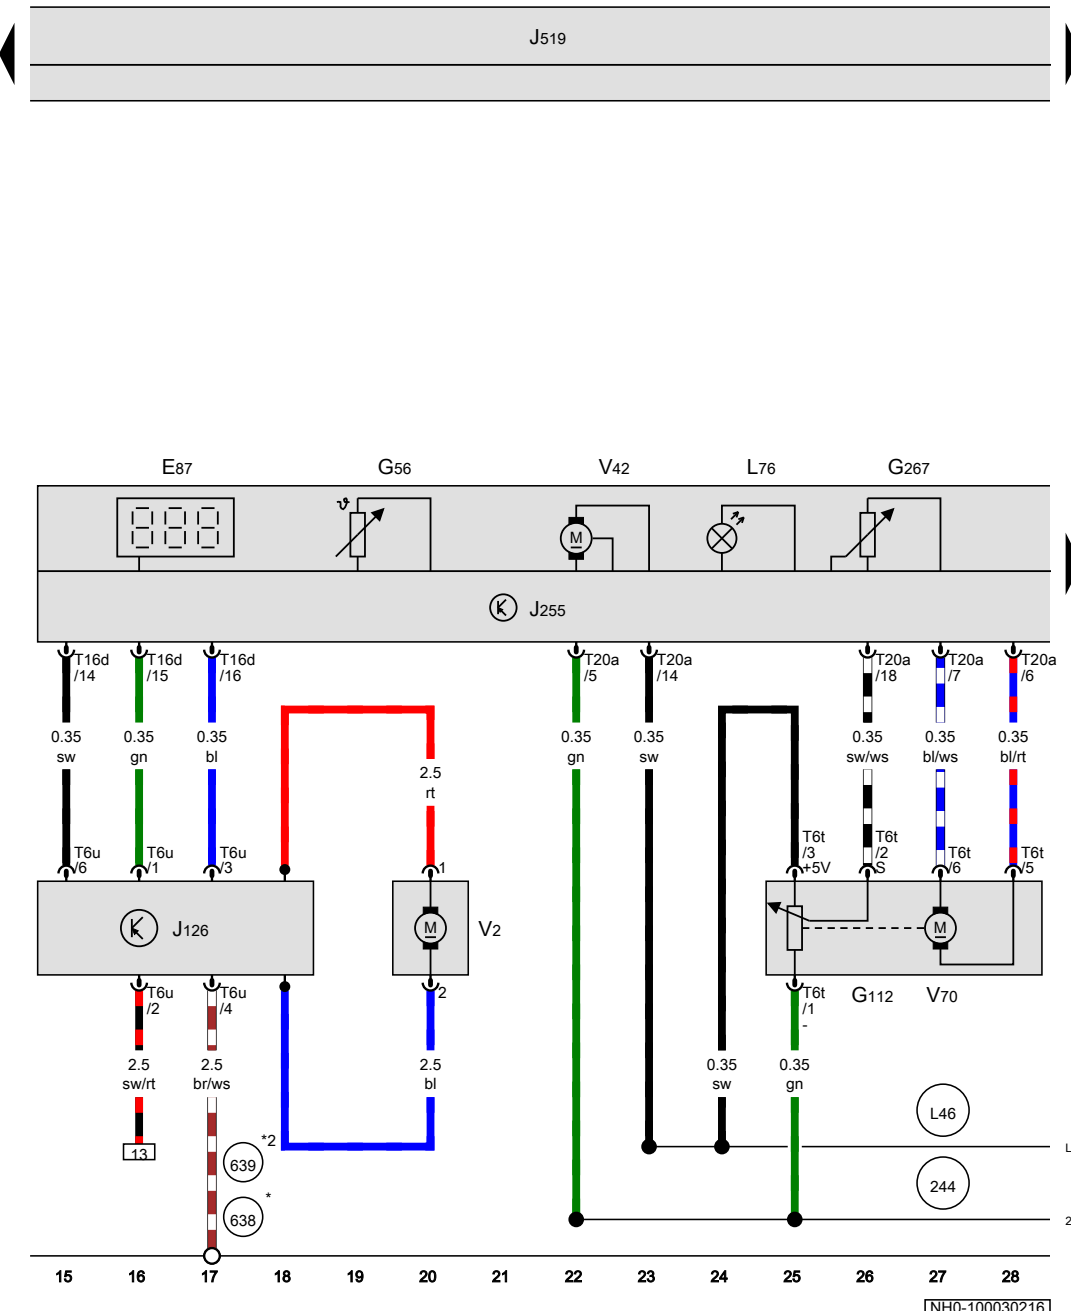 J519
E87 G56 V42 L76 G267
ϑ
M
J255
T16d /14
T16d /15
T16d /16
T20a /5
T20a /14
T20a /18
T20a /7
T20a /6
0.35 sw
0.35 gn
0.35 bl
2.5 rt
0.35 gn
0.35 sw
0.35 sw/ws
0.35 bl/ws
0.35 bl/rt
T6u /6
T6u /1
T6u /3
1
T6t /3 +5V
T6t /2 S
T6t /6
T6t /5
J126
M
V2
M
T6u /2
T6u /4
2
T6t /1 -
G112 V70
2.5 sw/rt
2.5 br/ws
2.5 bl
0.35 sw
0.35 gn
13
639 *2
638 *
L46
L
244
2
15 16 17 18 19 20 21 22 23 24 25 26 27 28
NH0-100030216